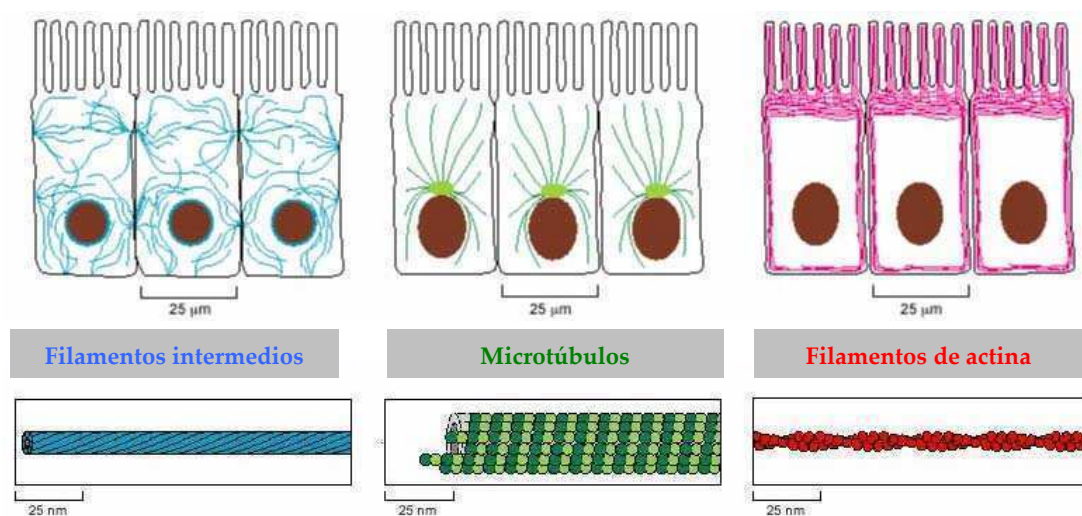 25 µm
25 µm
25 µm
Filamentos intermedios
Microtúbulos
Filamentos de actina
25 nm
25 nm
25 nm